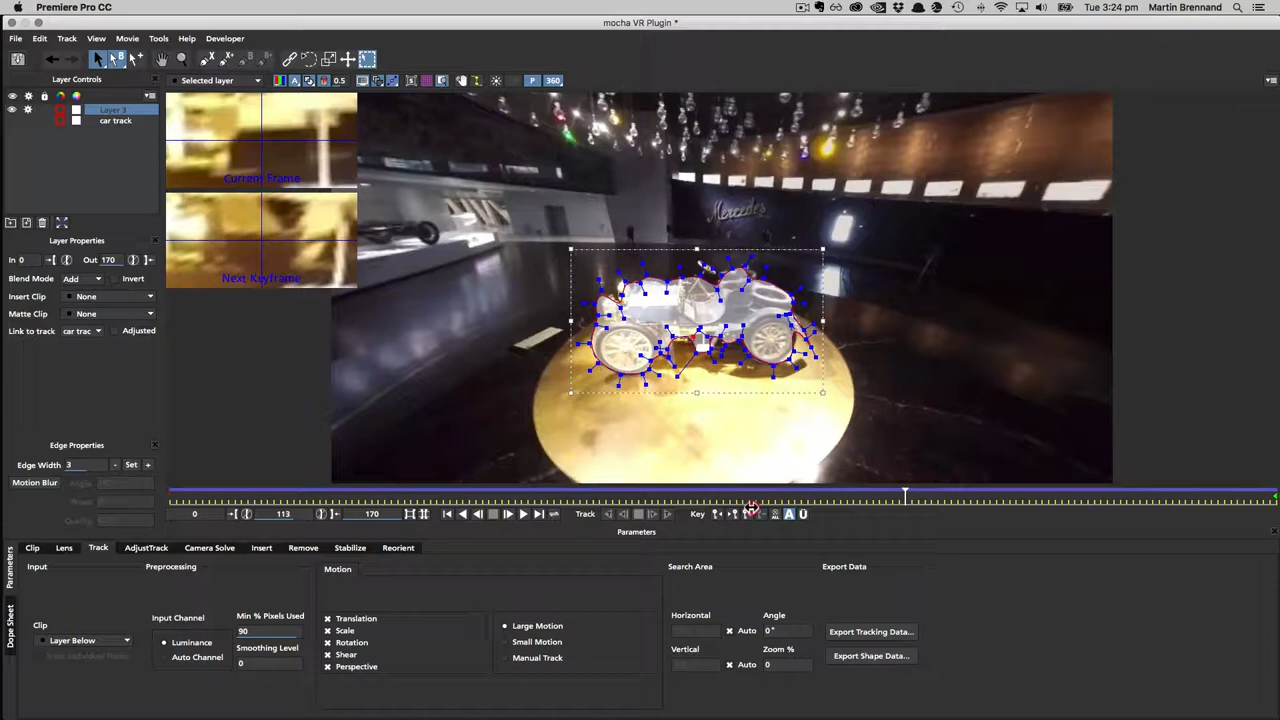 Premiere Pro CC
Tue 3:24 pm Martin Brennand
mocha VR Plugin *
File Edit Track View Movie Tools Help Developer
Layer Controls
Selected layer
0.5
P 360
Layer 3
car track
Current Frame
Next Keyframe
Mercedes
Layer Properties
In 0 Out 170
Blend Mode Add Invert
Insert Clip None
Matte Clip None
Link to track car trac Adjusted
Edge Properties
Edge Width 3 - Set +
Motion Blur Angle
Phase
Quality
0 113 170 Track Key ALL A Ü
Parameters
Parameters
Dope Sheet
Clip Lens Track AdjustTrack Camera Solve Insert Remove Stabilize Reorient
Input Preprocessing Motion Search Area Export Data
Input Channel Min % Pixels Used
Clip Layer Below
Luminance 90
Auto Channel
Smoothing Level
0
Translation
Scale
Rotation
Shear
Perspective
Large Motion
Small Motion
Manual Track
Horizontal Angle
Auto 0°
Vertical Zoom %
Auto 0
Export Tracking Data...
Export Shape Data...